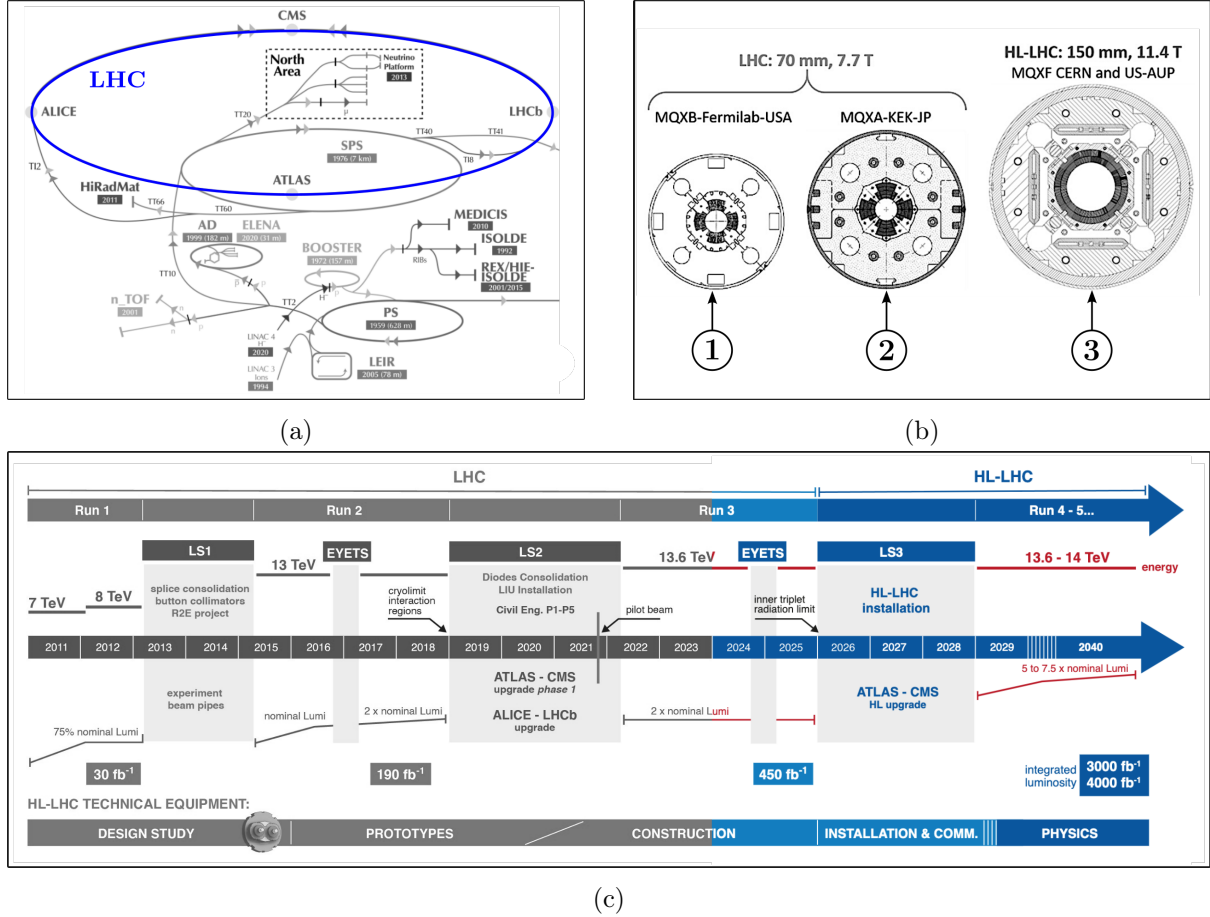 CMS
LHC
North
Area
Neutrino
Platform
2013
ALICE
LHCb
TT20
p
TT40
TT41
SPS
1976 (7 km)
TI8
TI2
ATLAS
HiRadMat
2011
TT66
TT60
AD
1999 (182 m)
ELENA
2020 (31 m)
MEDICIS
2010
BOOSTER
1972 (157 m)
RIBs
ISOLDE
1992
REX/HIE-
ISOLDE
2001/2015
TT10
p
p
H-
p
TT2
n_TOF
2001
n
n
p
PS
1959 (628 m)
LINAC 4
H-
2020
LINAC 3
Ions
1994
LEIR
2005 (78 m)
(a)
LHC: 70 mm, 7.7 T
HL-LHC: 150 mm, 11.4 T
MQXF CERN and US-AUP
MQXB-Fermilab-USA
MQXA-KEK-JP
1
2
3
(b)
LHC
HL-LHC
Run 1
Run 2
Run 3
Run 4 - 5...
LS1
EYETS
LS2
EYETS
LS3
7 TeV
8 TeV
13 TeV
13.6 TeV
13.6 - 14 TeV
energy
splice consolidation
button collimators
R2E project
cryolimit
interaction
regions
Diodes Consolidation
LIU Installation
Civil Eng. P1-P5
pilot beam
inner triplet
radiation limit
HL-LHC
installation
2011 2012 2013 2014 2015 2016 2017 2018 2019 2020 2021 2022 2023 2024 2025 2026 2027 2028 2029 2040
experiment
beam pipes
ATLAS - CMS
upgrade phase 1
ALICE - LHCb
upgrade
ATLAS - CMS
HL upgrade
5 to 7.5 x nominal Lumi
75% nominal Lumi
nominal Lumi
2 x nominal Lumi
2 x nominal Lumi
30 fb-1
190 fb-1
450 fb-1
integrated
luminosity
3000 fb-1
4000 fb-1
HL-LHC TECHNICAL EQUIPMENT:
DESIGN STUDY
PROTOTYPES
CONSTRUCTION
INSTALLATION & COMM.
PHYSICS
(c)